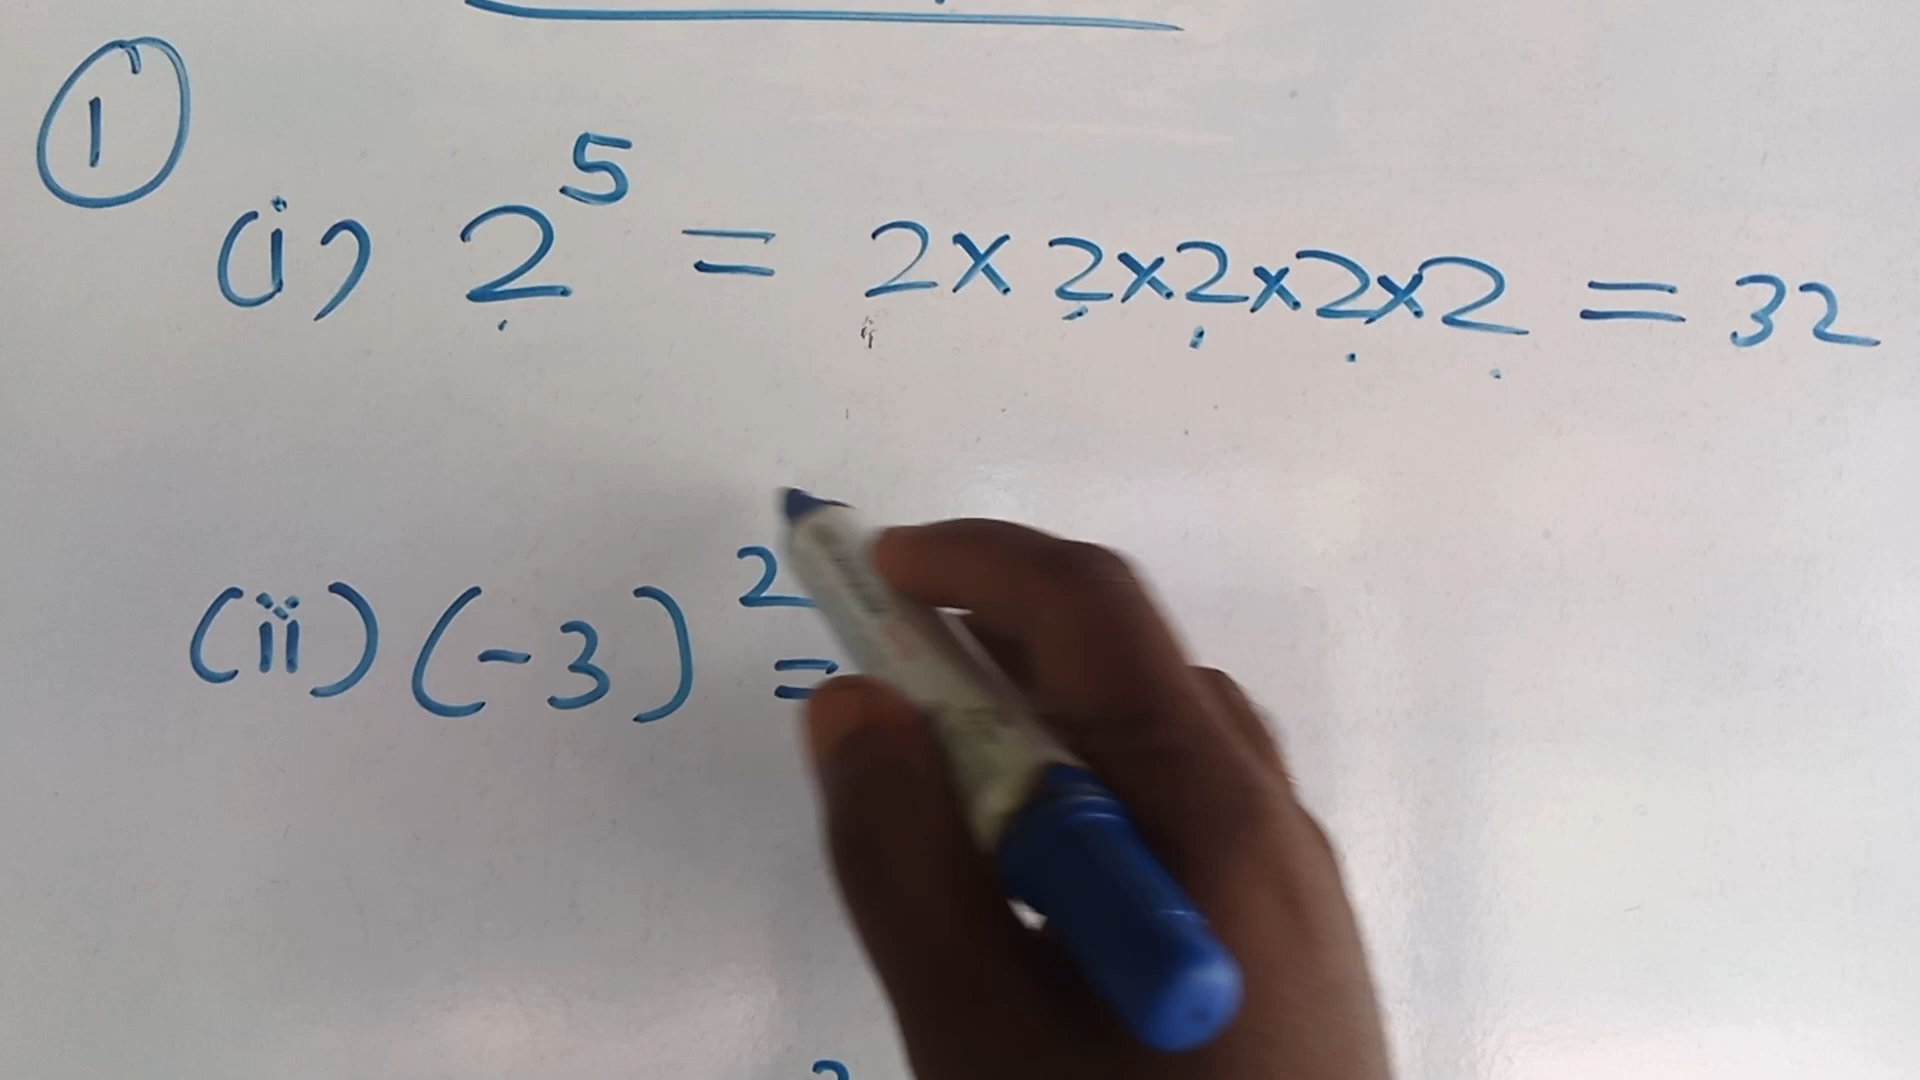 1
(i) 2⁵ = 2 × 2 × 2 × 2 × 2 = 32
(ii) (-3)² =